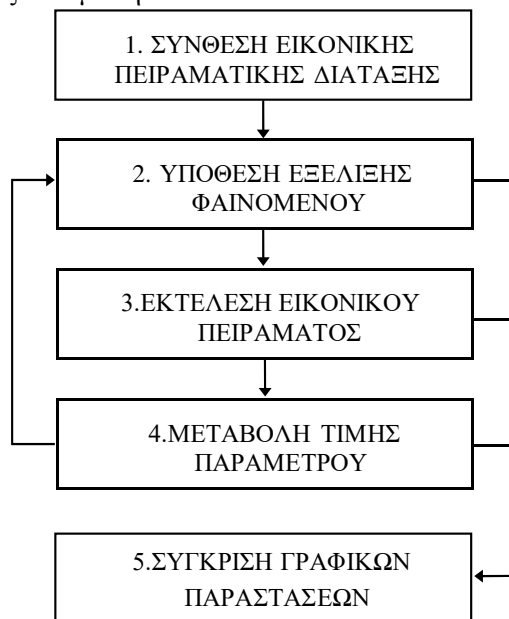 1. ΣΥΝΘΕΣΗ ΕΙΚΟΝΙΚΗΣ
ΠΕΙΡΑΜΑΤΙΚΗΣ ΔΙΑΤΑΞΗΣ
2. ΥΠΟΘΕΣΗ ΕΞΕΛΙΞΗΣ
ΦΑΙΝΟΜΕΝΟΥ
3.ΕΚΤΕΛΕΣΗ ΕΙΚΟΝΙΚΟΥ
ΠΕΙΡΑΜΑΤΟΣ
4.ΜΕΤΑΒΟΛΗ ΤΙΜΗΣ
ΠΑΡΑΜΕΤΡΟΥ
5.ΣΥΓΚΡΙΣΗ ΓΡΑΦΙΚΩΝ
ΠΑΡΑΣΤΑΣΕΩΝ